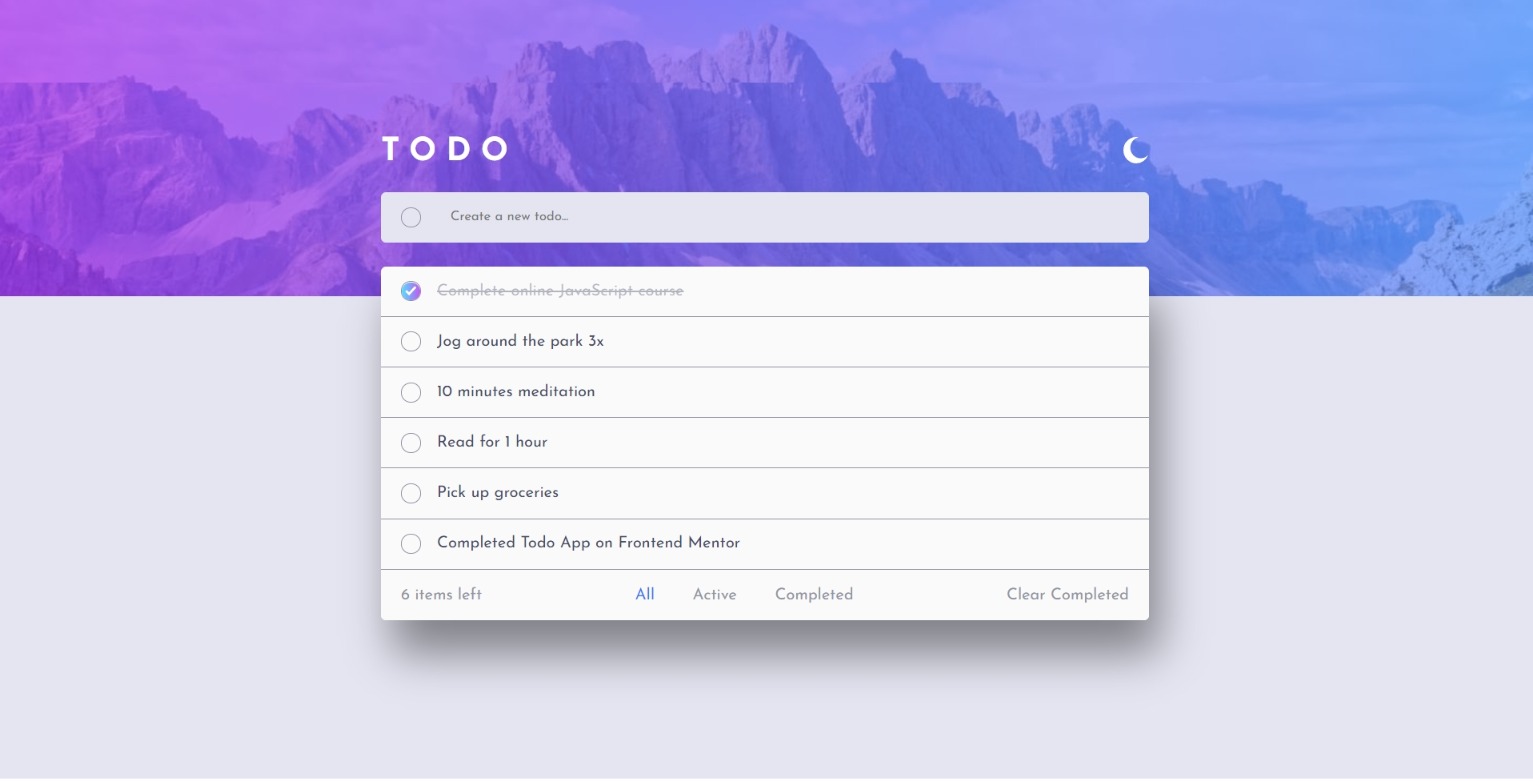 TODO
Create a new todo...
Complete online JavaScript course
Jog around the park 3x
10 minutes meditation
Read for 1 hour
Pick up groceries
Completed Todo App on Frontend Mentor
6 items left All Active Completed Clear Completed